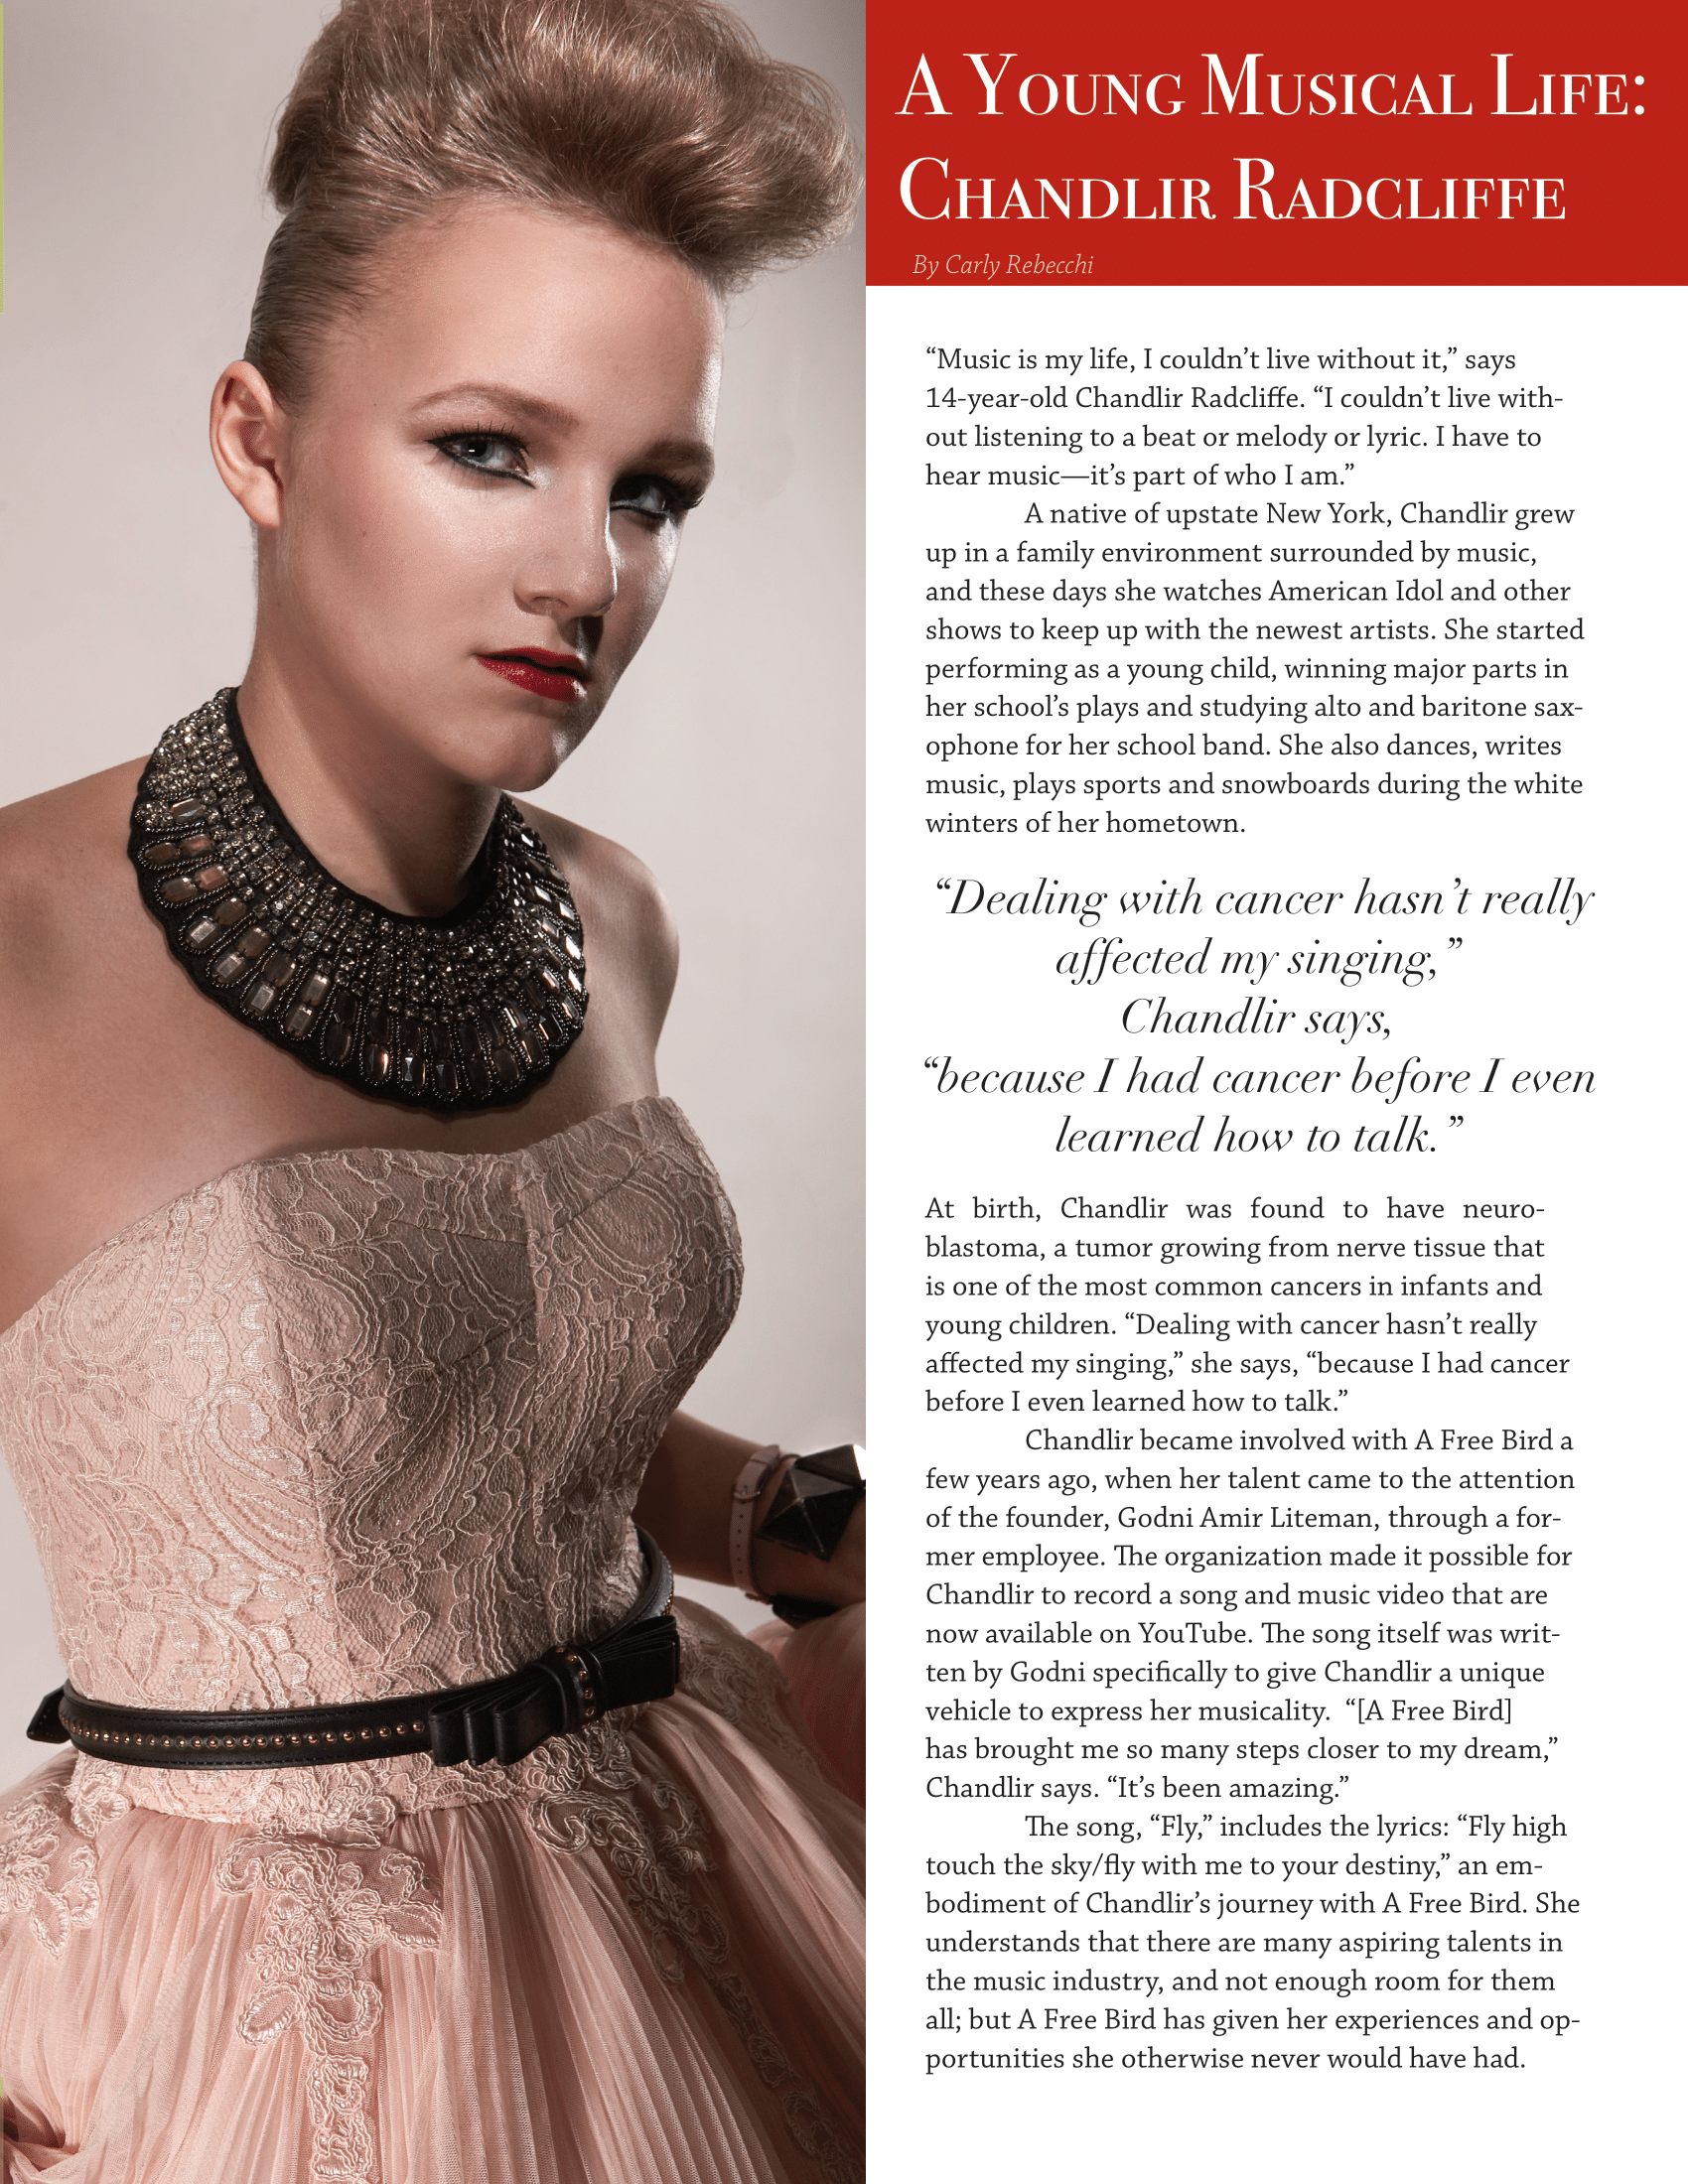 A Young Musical Life:
Chandlir Radcliffe
By Carly Rebecchi
“Music is my life, I couldn’t live without it,” says
14-year-old Chandlir Radcliffe. “I couldn’t live with-
out listening to a beat or melody or lyric. I have to
hear music—it’s part of who I am.”
A native of upstate New York, Chandlir grew
up in a family environment surrounded by music,
and these days she watches American Idol and other
shows to keep up with the newest artists. She started
performing as a young child, winning major parts in
her school’s plays and studying alto and baritone sax-
ophone for her school band. She also dances, writes
music, plays sports and snowboards during the white
winters of her hometown.
“Dealing with cancer hasn’t really
affected my singing,”
Chandlir says,
“because I had cancer before I even
learned how to talk.”
At birth, Chandlir was found to have neuro-
blastoma, a tumor growing from nerve tissue that
is one of the most common cancers in infants and
young children. “Dealing with cancer hasn’t really
affected my singing,” she says, “because I had cancer
before I even learned how to talk.”
Chandlir became involved with A Free Bird a
few years ago, when her talent came to the attention
of the founder, Godni Amir Liteman, through a for-
mer employee. The organization made it possible for
Chandlir to record a song and music video that are
now available on YouTube. The song itself was writ-
ten by Godni specifically to give Chandlir a unique
vehicle to express her musicality.  “[A Free Bird]
has brought me so many steps closer to my dream,”
Chandlir says. “It’s been amazing.”
The song, “Fly,” includes the lyrics: “Fly high
touch the sky/fly with me to your destiny,” an em-
bodiment of Chandlir’s journey with A Free Bird. She
understands that there are many aspiring talents in
the music industry, and not enough room for them
all; but A Free Bird has given her experiences and op-
portunities she otherwise never would have had.